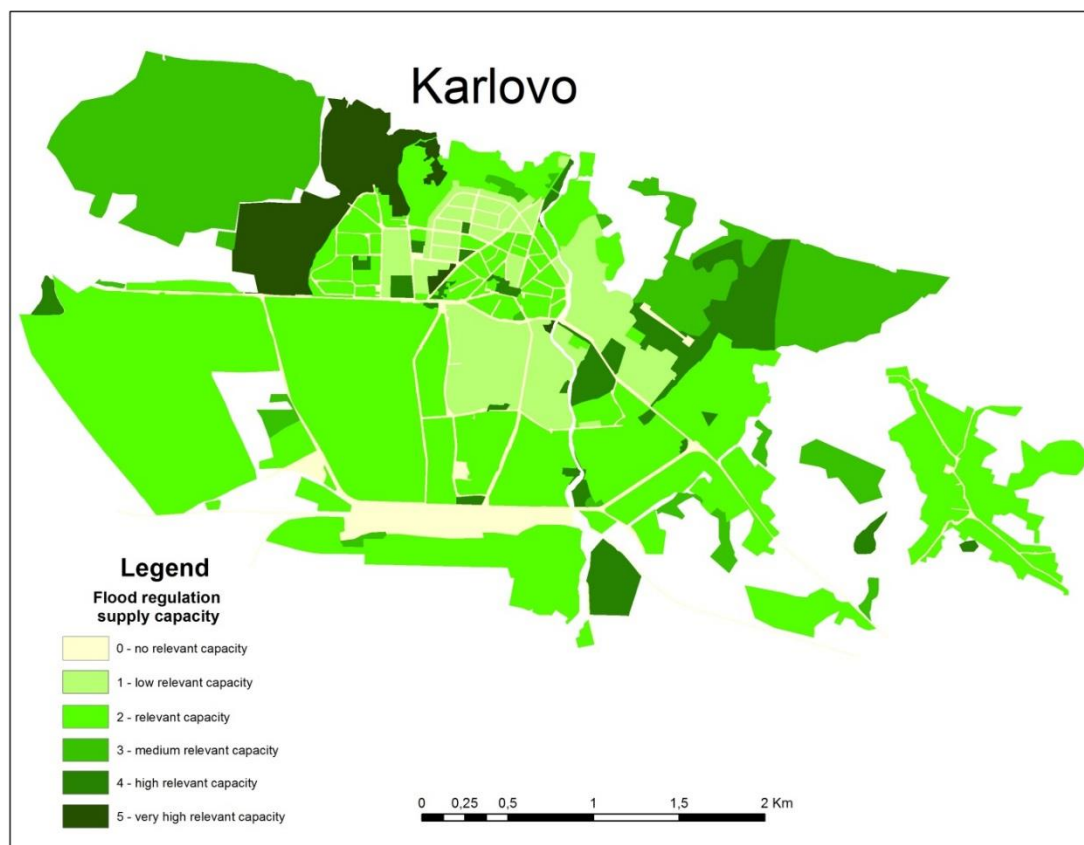 Karlovo
Legend
Flood regulation
supply capacity
0 - no relevant capacity
1 - low relevant capacity
2 - relevant capacity
3 - medium relevant capacity
4 - high relevant capacity
5 - very high relevant capacity
0 0,25 0,5 1 1,5 2 Km